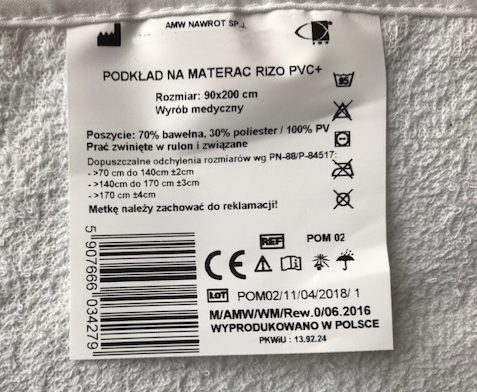 AMW NAWROT SP.J.
PODKŁAD NA MATERAC RIZO PVC+
Rozmiar: 90x200 cm
Wyrób medyczny
95
Poszycie: 70% bawełna, 30% poliester / 100% PV
Prać zwinięte w rulon i związane
Dopuszczalne odchylenia rozmiarów wg PN-88/P-84517:
- >70 cm do 140cm ±2cm
- >140cm do 170 cm ±3cm
- >170 cm ±4cm
Metkę należy zachować do reklamacji!
REF POM 02
CE
LOT POM02/11/04/2018/ 1
M/AMW/WM/Rew.0/06.2016
WYPRODUKOWANO W POLSCE
PKWiU : 13.92.24
5 907666 034279